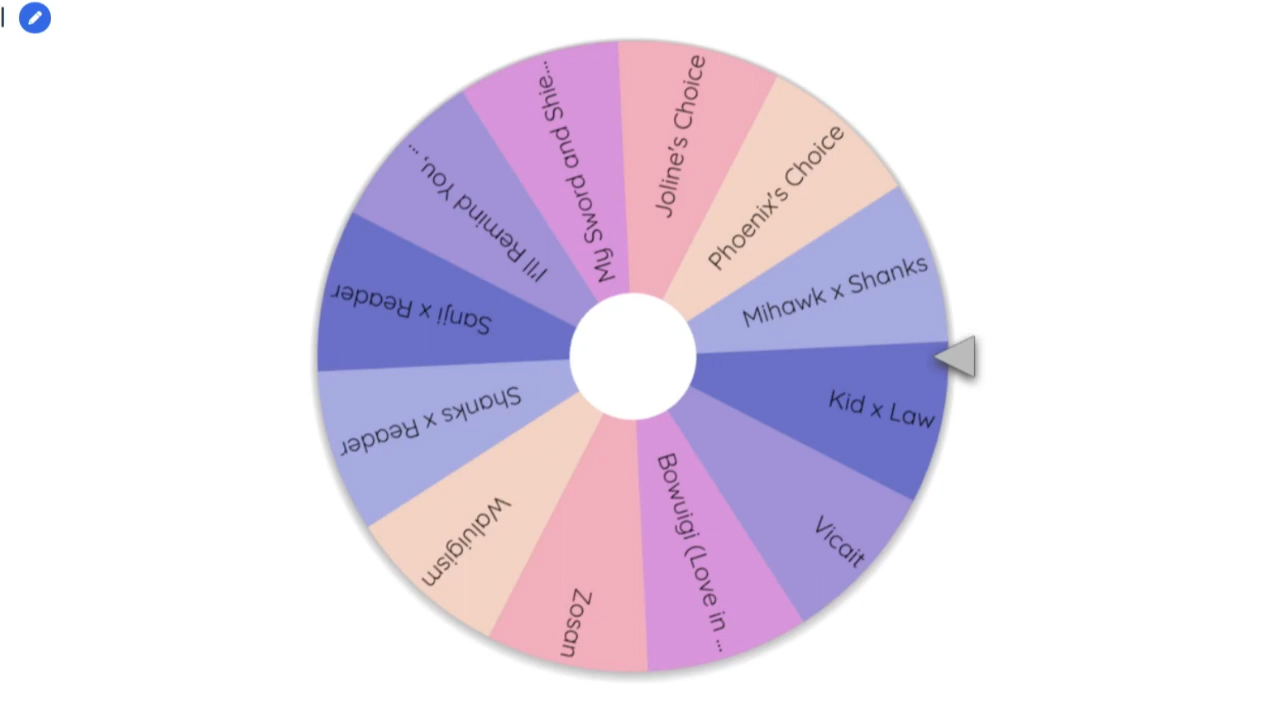 My Sword and Shie...
Joline's Choice
Phoenix's Choice
Mihawk x Shanks
Kid x Law
Vicait
Bowuigi (Love in ...
Zosan
Waluigism
Shanks x Reader
Sanji x Reader
I'll Remind You, ...